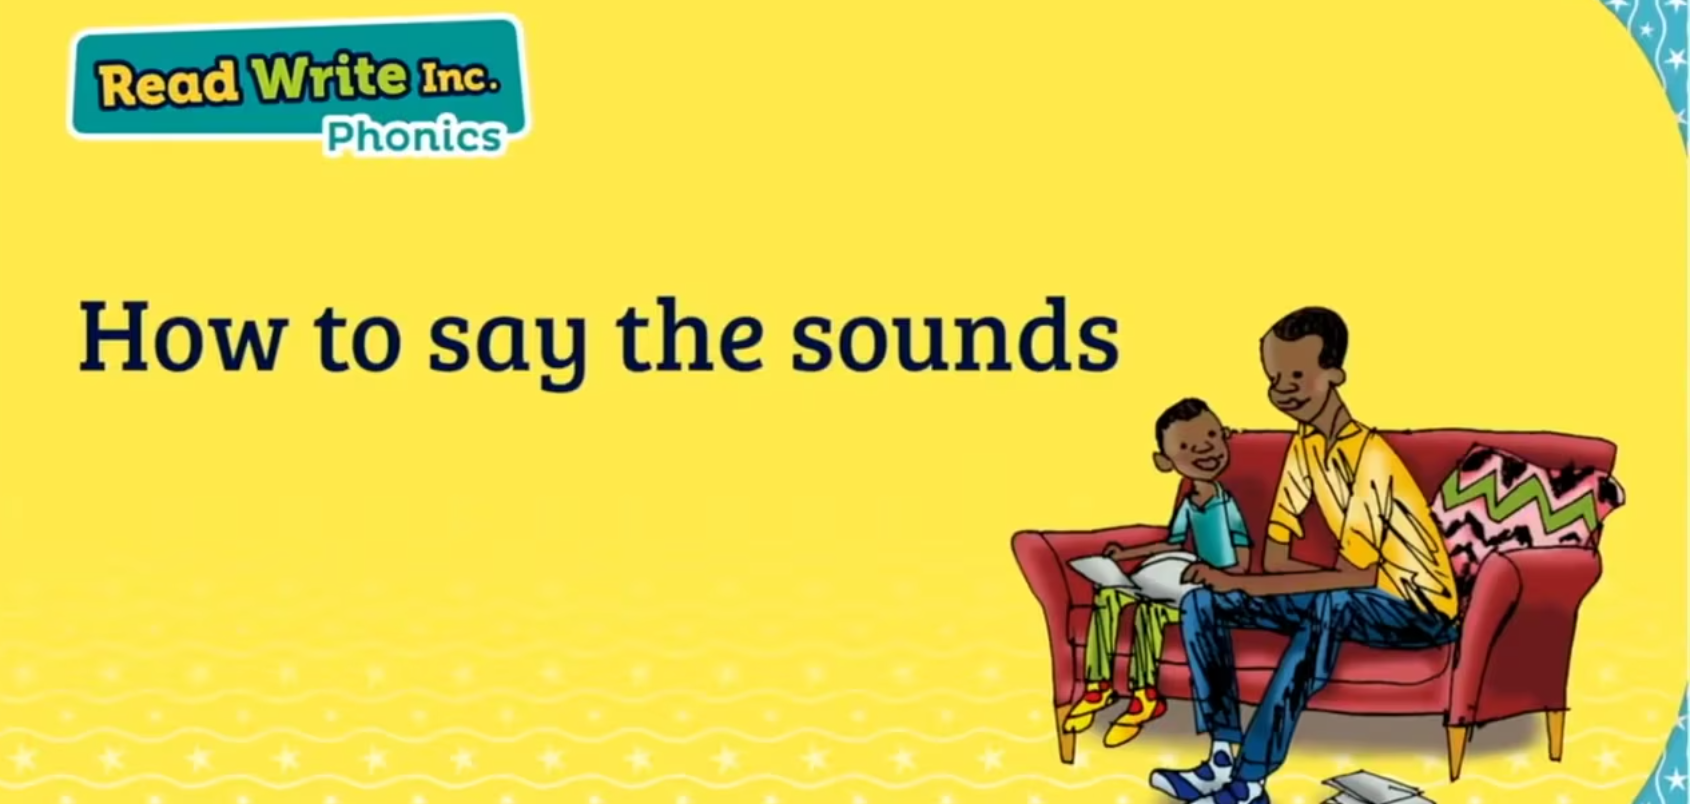 Read Write Inc.
Phonics
How to say the sounds